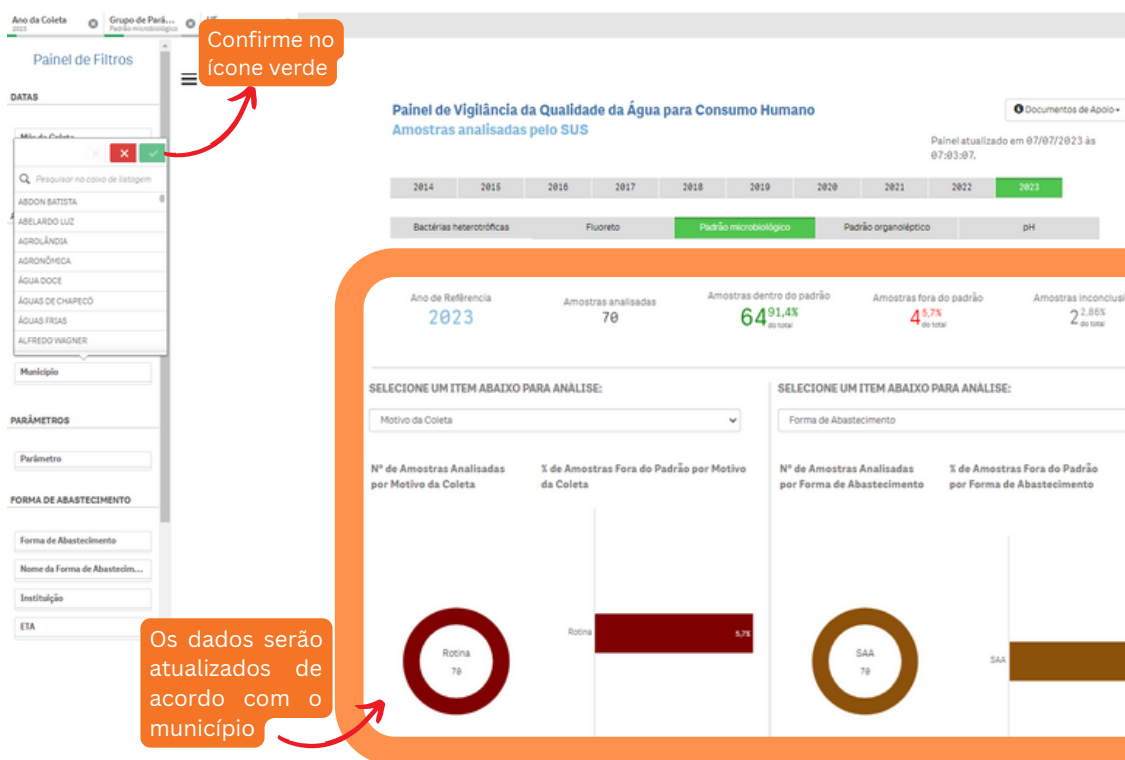 Ano da Coleta
2023
Grupo de Parâ...
Padrão microbiológico
UF
Confirme no
ícone verde
Painel de Filtros
DATAS
Mês da Coleta
Pesquisar na caixa de listagem
ABDON BATISTA
ABELARDO LUZ
AGROLÂNDIA
AGRONÔMICA
ÁGUA DOCE
ÁGUAS DE CHAPECÓ
ÁGUAS FRIAS
ALFREDO WAGNER
Município
PARÂMETROS
Parâmetro
FORMA DE ABASTECIMENTO
Forma de Abastecimento
Nome da Forma de Abastecim...
Instituição
ETA
Os dados serão
atualizados de
acordo com o
município
Painel de Vigilância da Qualidade da Água para Consumo Humano
Amostras analisadas pelo SUS
Documentos de Apoio
Painel atualizado em 07/07/2023 às
07:03:07.
2014 2015 2016 2017 2018 2019 2020 2021 2022 2023
Bactérias heterotróficas Fluoreto Padrão microbiológico Padrão organoléptico pH
Ano de Referencia
2023
Amostras analisadas
70
Amostras dentro do padrão
64 91,4%
do total
Amostras fora do padrão
4 5,7%
do total
Amostras inconclusi
2 2,86%
do total
SELECIONE UM ITEM ABAIXO PARA ANÁLISE:
Motivo da Coleta
Nº de Amostras Analisadas
por Motivo da Coleta
% de Amostras Fora do Padrão por Motivo
da Coleta
Rotina
70
Rotina
5,7%
SELECIONE UM ITEM ABAIXO PARA ANÁLISE:
Forma de Abastecimento
Nº de Amostras Analisadas
por Forma de Abastecimento
% de Amostras Fora do Padrão
por Forma de Abastecimento
SAA
70
SAA